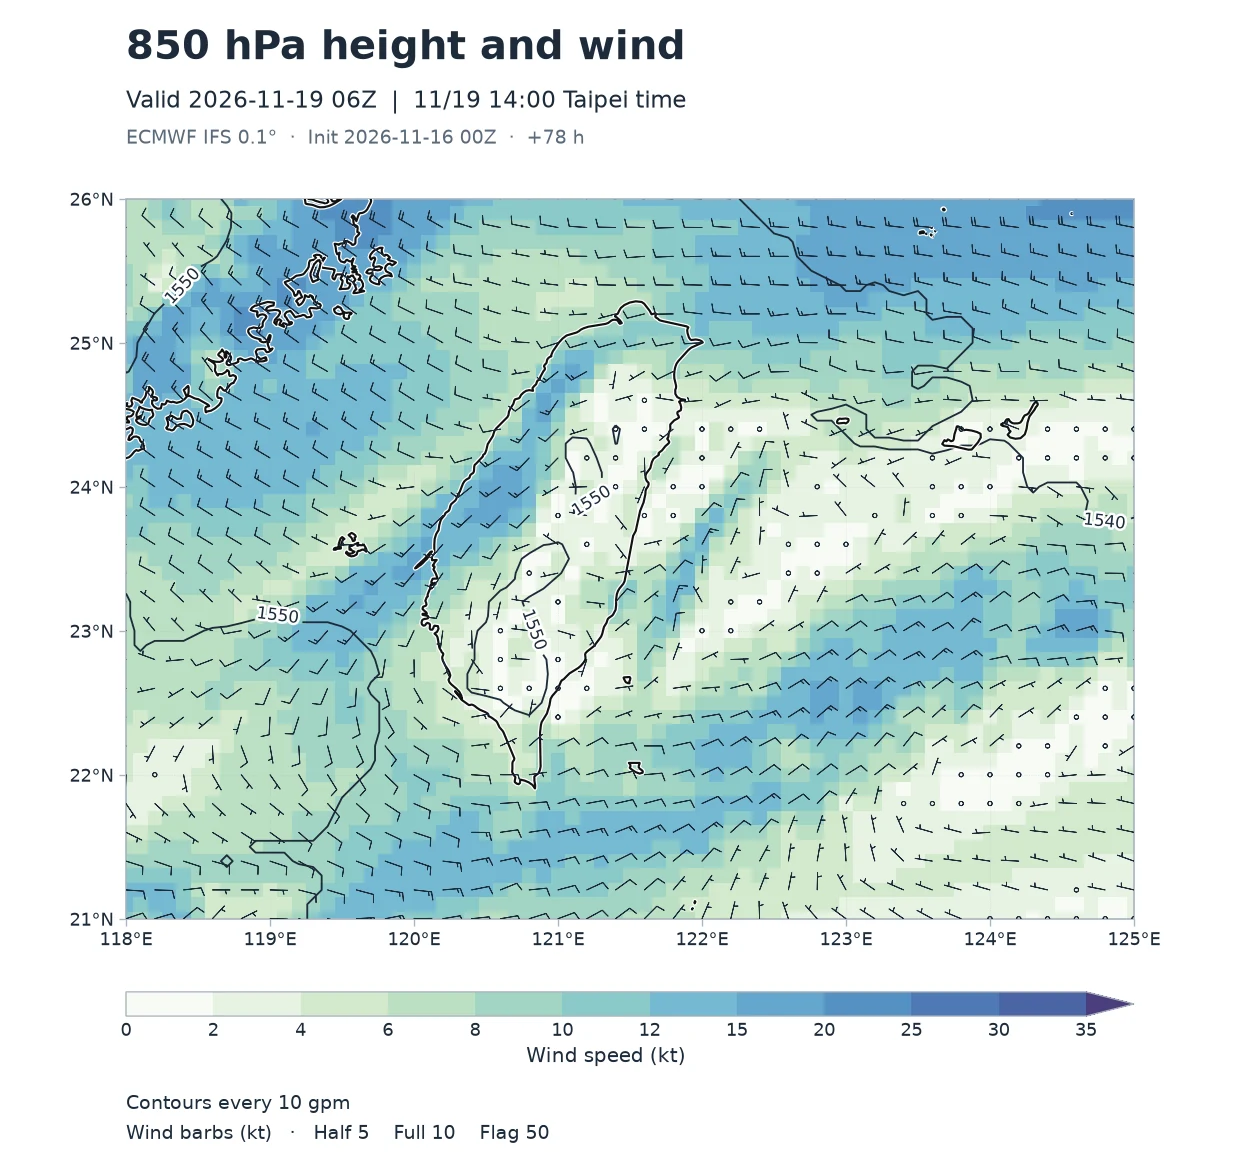 850 hPa height and wind
Valid 2026-11-19 06Z | 11/19 14:00 Taipei time
ECMWF IFS 0.1° · Init 2026-11-16 00Z · +78 h
26°N
1550
25°N
24°N
1550
1540
1550
23°N
1550
22°N
21°N
118°E 119°E 120°E 121°E 122°E 123°E 124°E 125°E
0 2 4 6 8 10 12 15 20 25 30 35
Wind speed (kt)
Contours every 10 gpm
Wind barbs (kt) · Half 5 Full 10 Flag 50